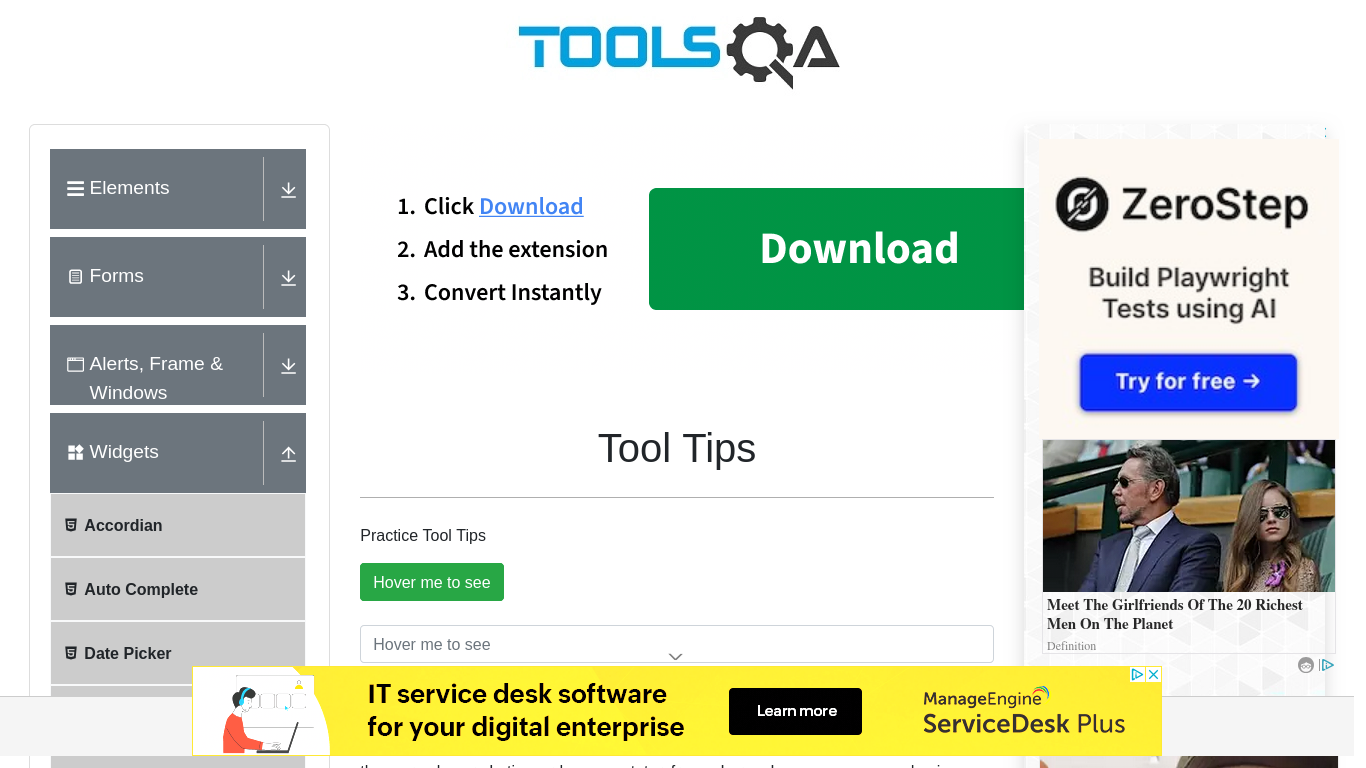 TOOLSQA
Elements
Forms
Alerts, Frame &
Windows
Widgets
Accordian
Auto Complete
Date Picker
1. Click Download
2. Add the extension
3. Convert Instantly
Download
Tool Tips
Practice Tool Tips
Hover me to see
Hover me to see
ZeroStep
Build Playwright
Tests using AI
Try for free →
Meet The Girlfriends Of The 20 Richest
Men On The Planet
Definition
IT service desk software
for your digital enterprise
Learn more
ManageEngine
ServiceDesk Plus